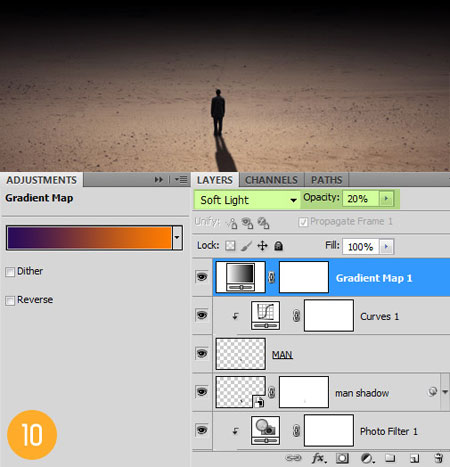 ADJUSTMENTS
Gradient Map
Dither
Reverse
10
LAYERS CHANNELS PATHS
Soft Light Opacity: 20%
Unify: Propagate Frame 1
Lock: Fill: 100%
Gradient Map 1
Curves 1
MAN
man shadow
Photo Filter 1
fx